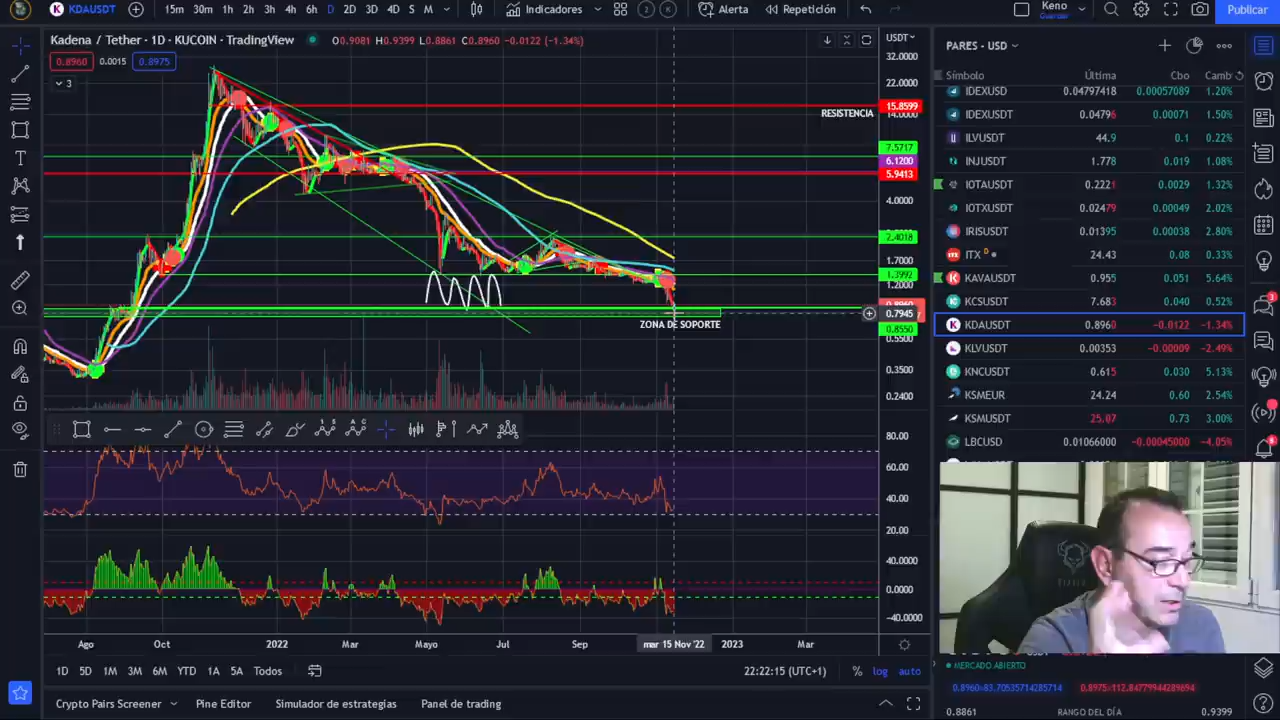 KDAUSDT
15m 30m 1h 2h 3h 4h 6h D 2D 3D 4D S M
Indicadores
Alerta
Repetición
Keno
Guardar
Publicar
Kadena / Tether · 1D · KUCOIN · TradingView
O0.9081 H0.9399 L0.8861 C0.8960 -0.0122 (-1.34%)
USDT
0.8960 0.0015 0.8975
3
32.0000
22.0000
15.8599
14.0000
RESISTENCIA
7.5717
6.1200
5.9413
4.0000
2.4018
1.7000
1.3992
1.2000
0.8960
0.7945
0.8550
ZONA DE SOPORTE
0.5500
0.3500
0.2400
80.00
60.00
40.00
20.00
40.0000
0.0000
-40.0000
Ago Oct 2022 Mar Mayo Jul Sep mar 15 Nov '22 2023 Mar
1D 5D 1M 3M 6M YTD 1A 5A Todos
22:22:15 (UTC+1) % log auto
Crypto Pairs Screener Pine Editor Simulador de estrategias Panel de trading
PARES - USD
Símbolo Última Cbo Camb
IDEXUSD 0.04797418 0.00057089 1.20%
IDEXUSDT 0.04796 0.00071 1.50%
ILVUSDT 44.9 0.1 0.22%
INJUSDT 1.778 0.019 1.08%
IOTAUSDT 0.2221 0.0029 1.32%
IOTXUSDT 0.02479 0.00049 2.02%
IRISUSDT 0.01395 0.00038 2.80%
ITX D 24.43 0.08 0.33%
KAVAUSDT 0.955 0.051 5.64%
KCSUSDT 7.683 0.040 0.52%
KDAUSDT 0.8960 -0.0122 -1.34%
KLVUSDT 0.00353 -0.00009 -2.49%
KNCUSDT 0.615 0.030 5.13%
KSMEUR 24.24 0.60 2.54%
KSMUSDT 25.07 0.73 3.00%
LBCUSD 0.01066000 -0.00045000 -4.05%
MERCADO ABIERTO
0.8960×83.70535714285714 0.8975×112.84779944289694
0.8861 RANGO DEL DÍA 0.9399